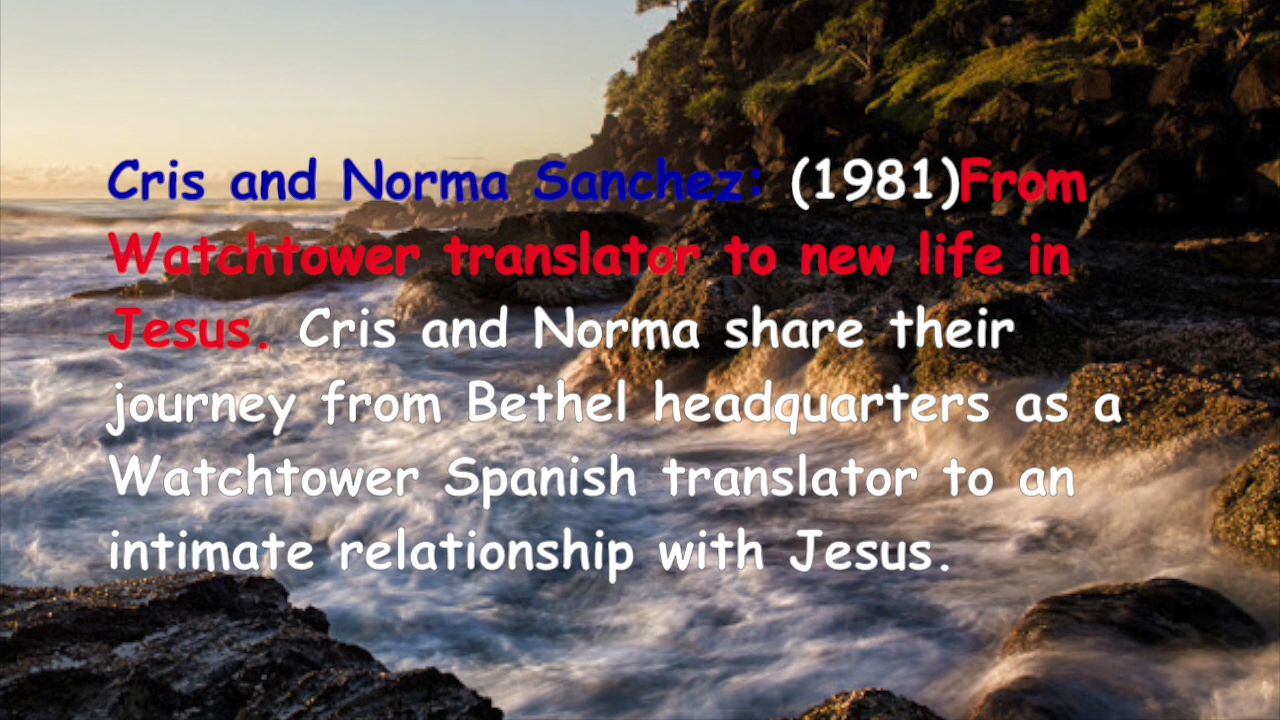 Cris and Norma Sanchez: (1981)From
Watchtower translator to new life in
Jesus. Cris and Norma share their
journey from Bethel headquarters as a
Watchtower Spanish translator to an
intimate relationship with Jesus.